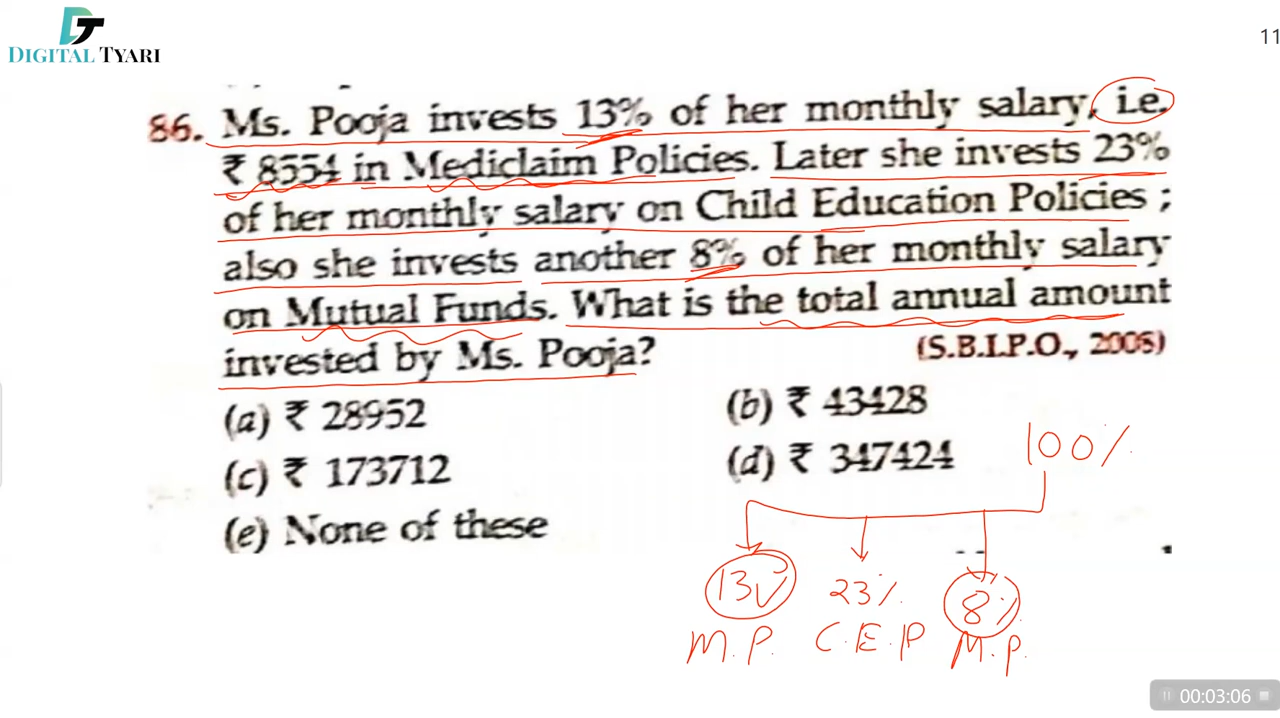 DT
DIGITAL TYARI
11
86. Ms. Pooja invests 13% of her monthly salary, i.e.
₹ 8554 in Mediclaim Policies. Later she invests 23%
of her monthly salary on Child Education Policies ;
also she invests another 8% of her monthly salary
on Mutual Funds. What is the total annual amount
invested by Ms. Pooja?
(S.B.I.P.O., 2005)
(a) ₹ 28952
(b) ₹ 43428
(c) ₹ 173712
(d) ₹ 347424
(e) None of these
100%
13%
23%
8%
M.P.
C.E.P
M.P.
00:03:06